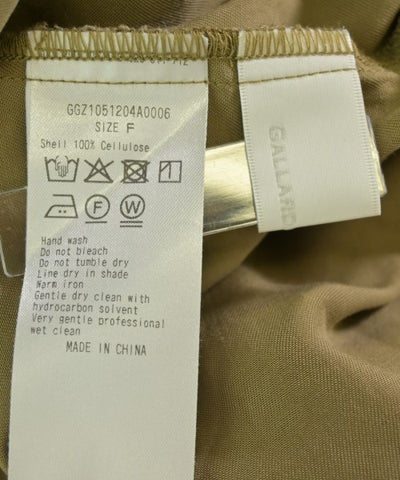 GGZ1051204A0006
SIZE F
Shell 100% Cellulose
F
W
Hand wash
Do not bleach
Do not tumble dry
Line dry in shade
Warm iron
Gentle dry clean with
hydrocarbon solvent
Very gentle professional
wet clean
MADE IN CHINA